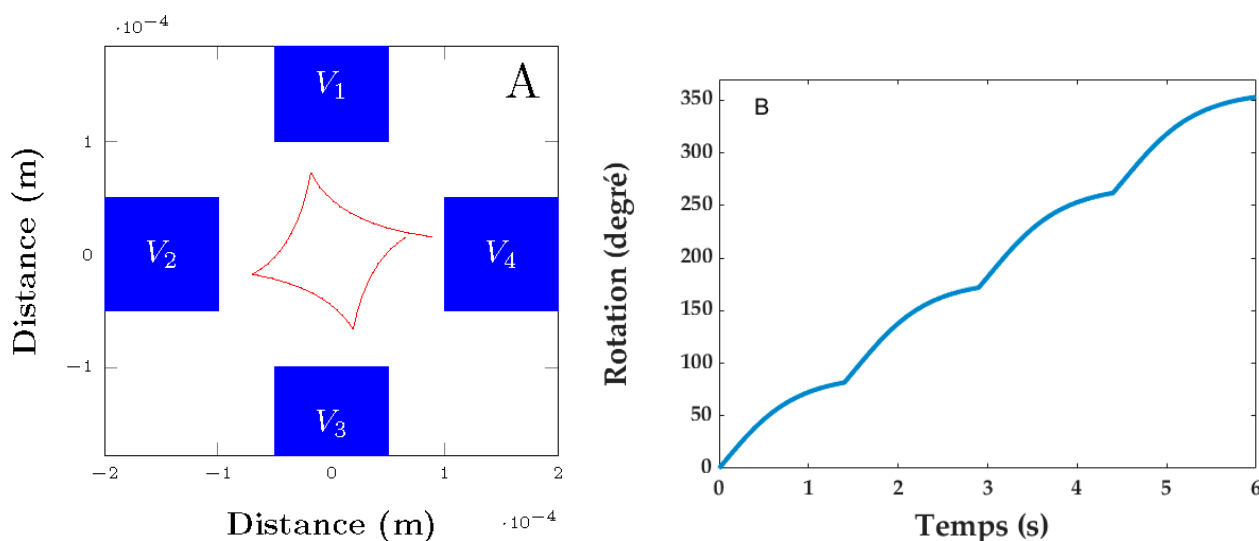 ·10⁻⁴
A
V₁
V₂
V₄
V₃
1
0
−1
−2
−1
0
1
2
Distance (m)
Distance (m)
·10⁻⁴
B
350
300
250
200
150
100
50
0
0
1
2
3
4
5
6
Rotation (degré)
Temps (s)